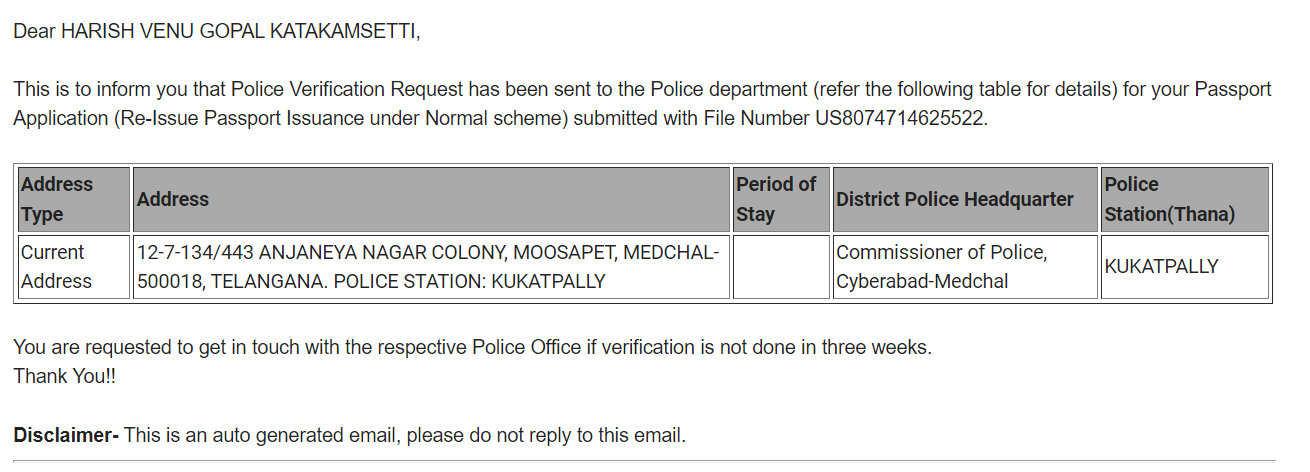 Dear HARISH VENU GOPAL KATAKAMSETTI,
This is to inform you that Police Verification Request has been sent to the Police department (refer the following table for details) for your Passport
Application (Re-Issue Passport Issuance under Normal scheme) submitted with File Number US8074714625522.
Address Type Address Period of Stay District Police Headquarter Police Station(Thana)
Current Address 12-7-134/443 ANJANEYA NAGAR COLONY, MOOSAPET, MEDCHAL-500018, TELANGANA. POLICE STATION: KUKATPALLY Commissioner of Police, Cyberabad-Medchal KUKATPALLY
You are requested to get in touch with the respective Police Office if verification is not done in three weeks.
Thank You!!
Disclaimer- This is an auto generated email, please do not reply to this email.